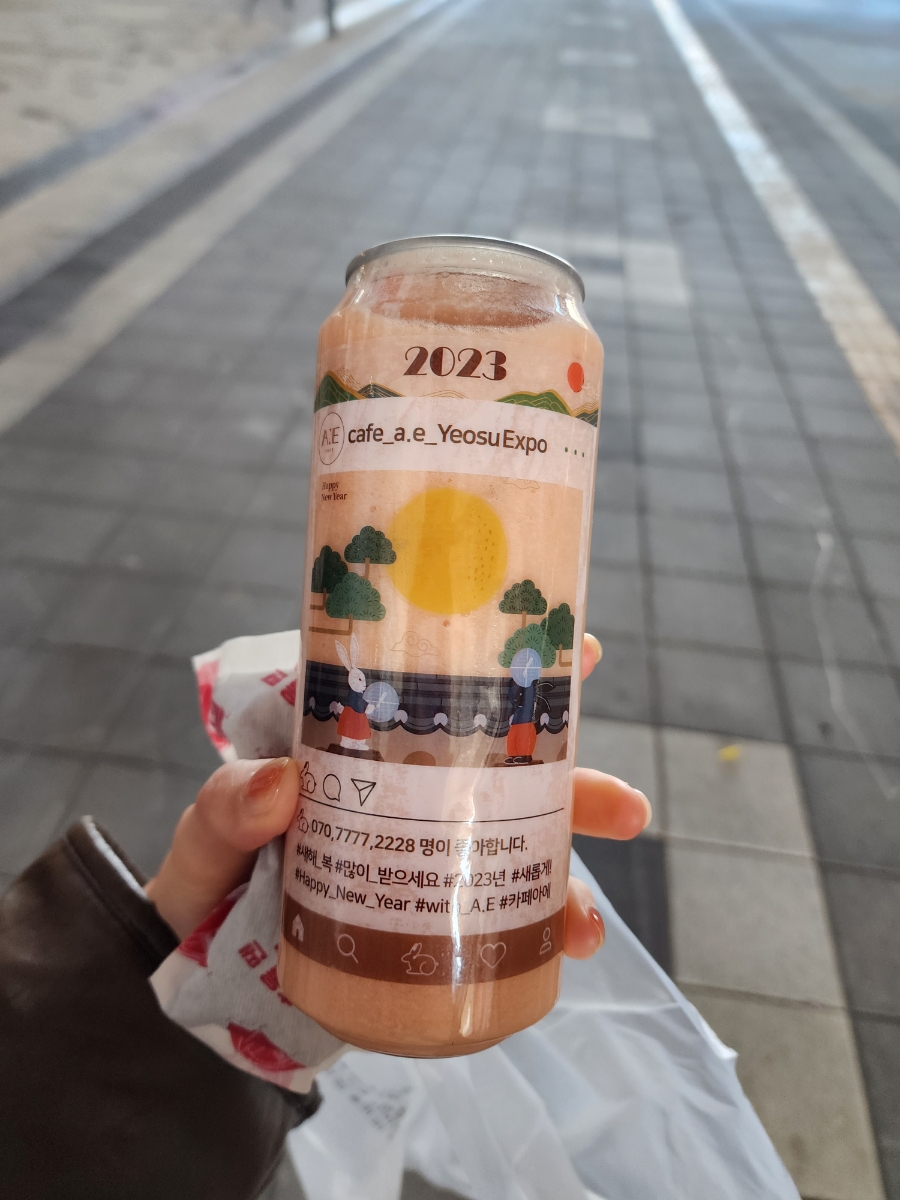 2023
A.E
cafe_a.e_YeosuExpo
Happy
New Year
070,7777,2228 명이 좋아합니다.
#새해_복 #많이_받으세요 #2023년 #새롭게!
#Happy_New_Year #with_A.E #카페아에